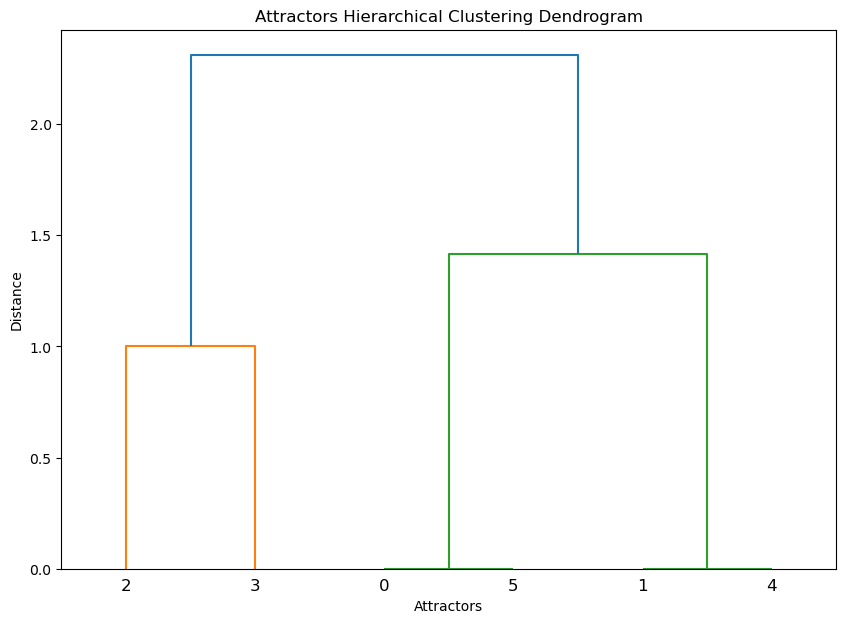 Attractors Hierarchical Clustering Dendrogram
Distance
2.0
1.5
1.0
0.5
0.0
2 3 0 5 1 4
Attractors